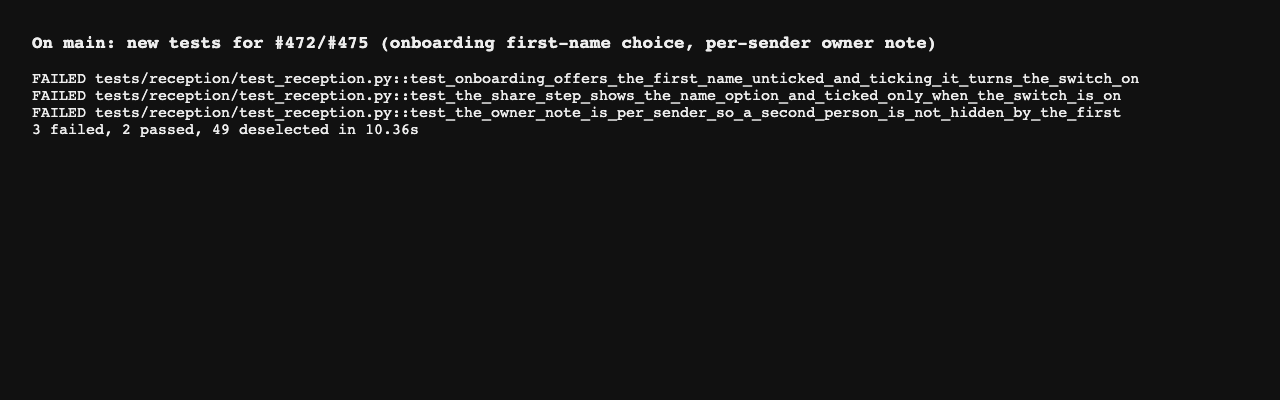 On main: new tests for #472/#475 (onboarding first-name choice, per-sender owner note)
FAILED tests/reception/test_reception.py::test_onboarding_offers_the_first_name_unticked_and_ticking_it_turns_the_switch_on
FAILED tests/reception/test_reception.py::test_the_share_step_shows_the_name_option_and_ticked_only_when_the_switch_is_on
FAILED tests/reception/test_reception.py::test_the_owner_note_is_per_sender_so_a_second_person_is_not_hidden_by_the_first
3 failed, 2 passed, 49 deselected in 10.36s